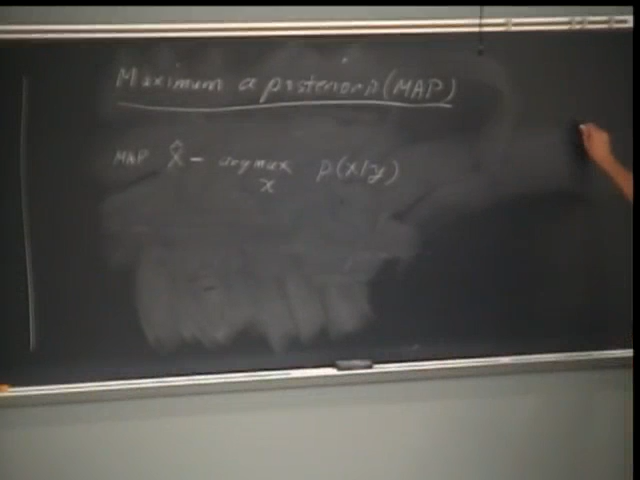 Maximum a posteriori (MAP)
MAP X̂ = argmax p(x|y)
x